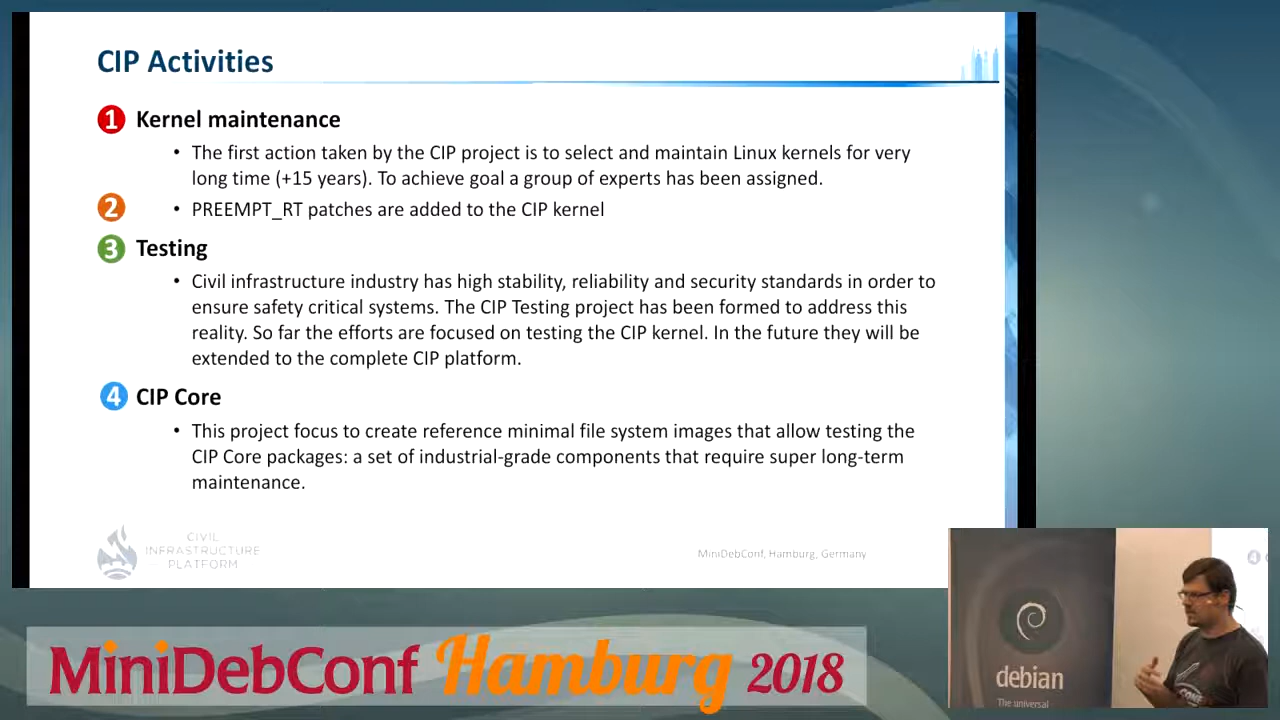 CIP Activities
1 Kernel maintenance
• The first action taken by the CIP project is to select and maintain Linux kernels for very
long time (+15 years). To achieve goal a group of experts has been assigned.
2 • PREEMPT_RT patches are added to the CIP kernel
3 Testing
• Civil infrastructure industry has high stability, reliability and security standards in order to
ensure safety critical systems. The CIP Testing project has been formed to address this
reality. So far the efforts are focused on testing the CIP kernel. In the future they will be
extended to the complete CIP platform.
4 CIP Core
• This project focus to create reference minimal file system images that allow testing the
CIP Core packages: a set of industrial-grade components that require super long-term
maintenance.
CIVIL
INFRASTRUCTURE
PLATFORM
MiniDebConf, Hamburg, Germany
4
debian
The universal
MiniDebConf Hamburg 2018